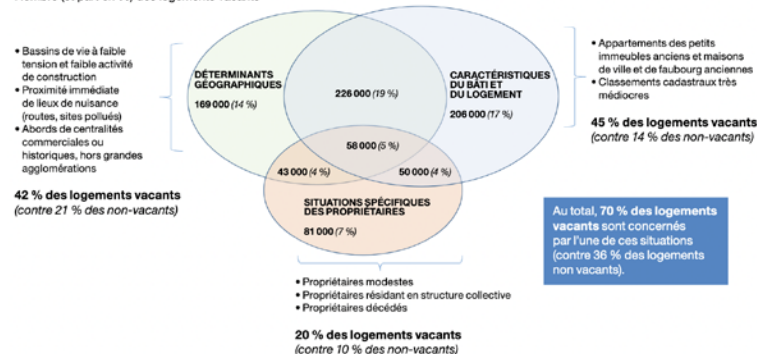 • Bassins de vie à faible
tension et faible activité
de construction
• Proximité immédiate
de lieux de nuisance
(routes, sites pollués)
• Abords de centralités
commerciales ou
historiques, hors grandes
agglomérations
42 % des logements vacants
(contre 21 % des non-vacants)
DÉTERMINANTS
GÉOGRAPHIQUES
169 000 (14 %)
226 000 (19 %)
CARACTÉRISTIQUES
DU BÂTI ET
DU LOGEMENT
206 000 (17 %)
58 000 (5 %)
43 000 (4 %)
50 000 (4 %)
SITUATIONS SPÉCIFIQUES
DES PROPRIÉTAIRES
81 000 (7 %)
• Appartements des petits
immeubles anciens et maisons
de ville et de faubourg anciennes
• Classements cadastraux très
médiocres
45 % des logements vacants
(contre 14 % des non-vacants)
Au total, 70 % des logements
vacants sont concernés
par l'une de ces situations
(contre 36 % des logements
non vacants).
• Propriétaires modestes
• Propriétaires résidant en structure collective
• Propriétaires décédés
20 % des logements vacants
(contre 10 % des non-vacants)